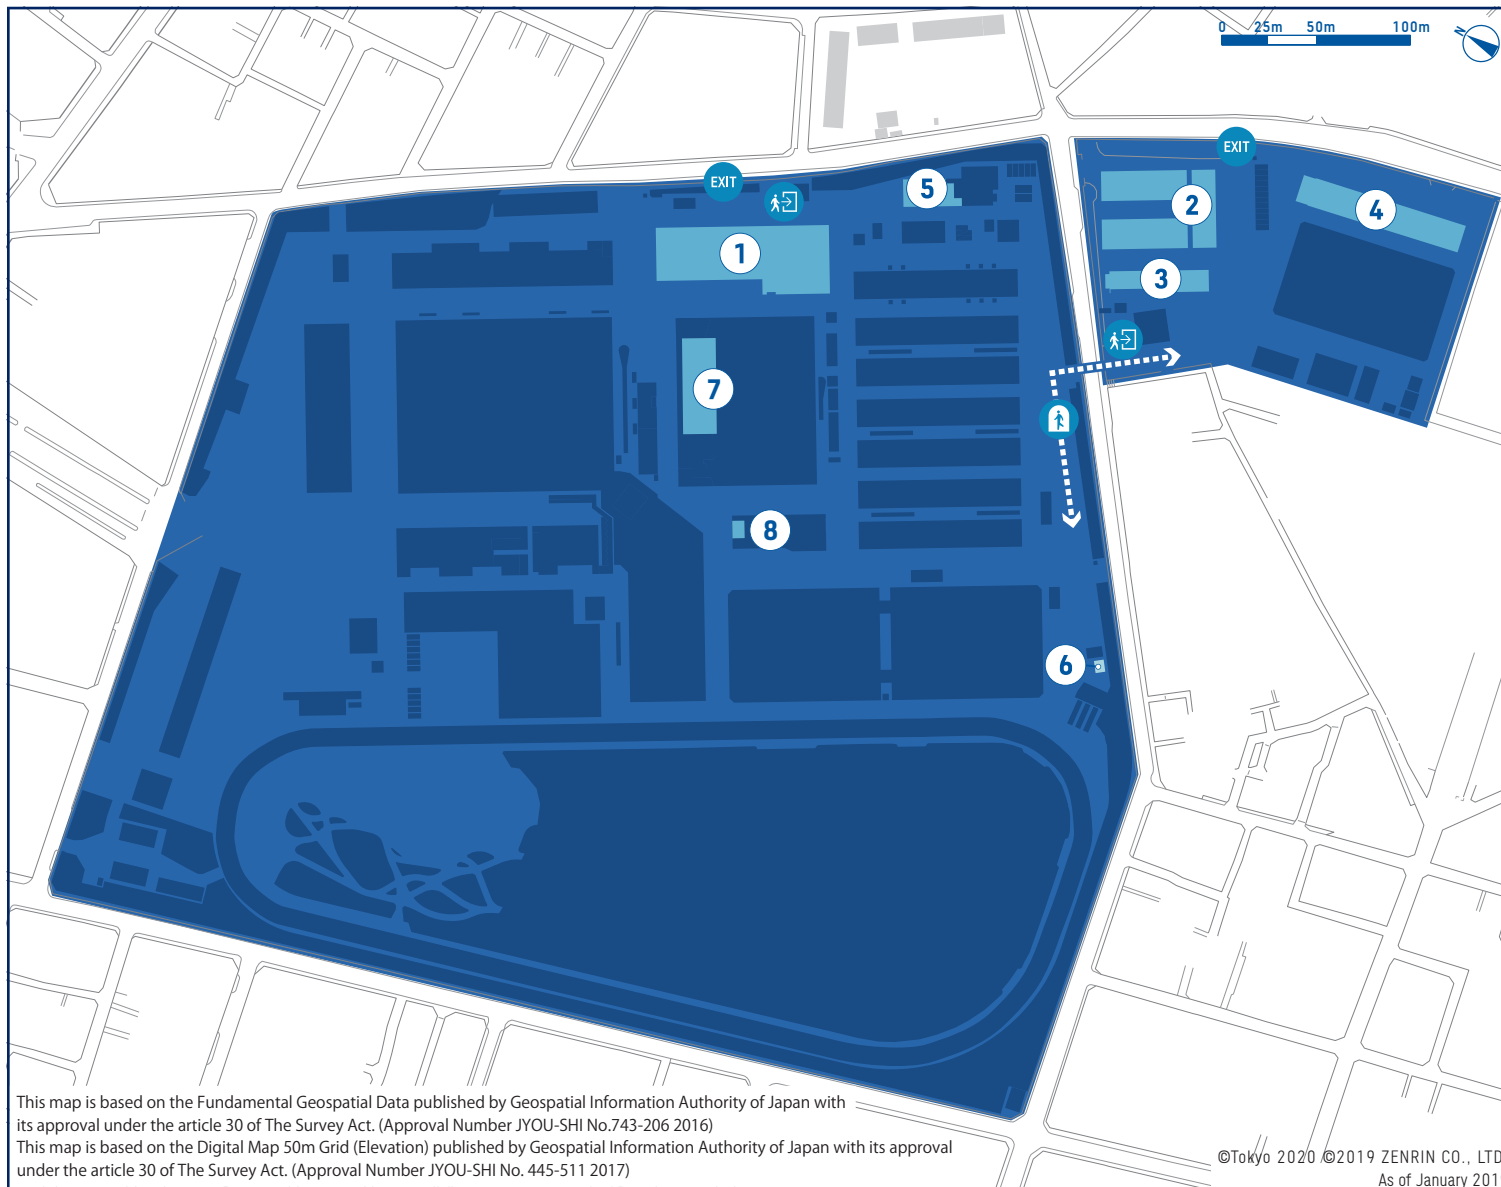 0 25m 50m 100m
N
EXIT
EXIT
5
2
4
1
3
7
8
6
This map is based on the Fundamental Geospatial Data published by Geospatial Information Authority of Japan with
its approval under the article 30 of The Survey Act. (Approval Number JYOU-SHI No.743-206 2016)
This map is based on the Digital Map 50m Grid (Elevation) published by Geospatial Information Authority of Japan with its approval
under the article 30 of The Survey Act. (Approval Number JYOU-SHI No. 445-511 2017)
©Tokyo 2020 ©2019 ZENRIN CO., LTD
As of January 201